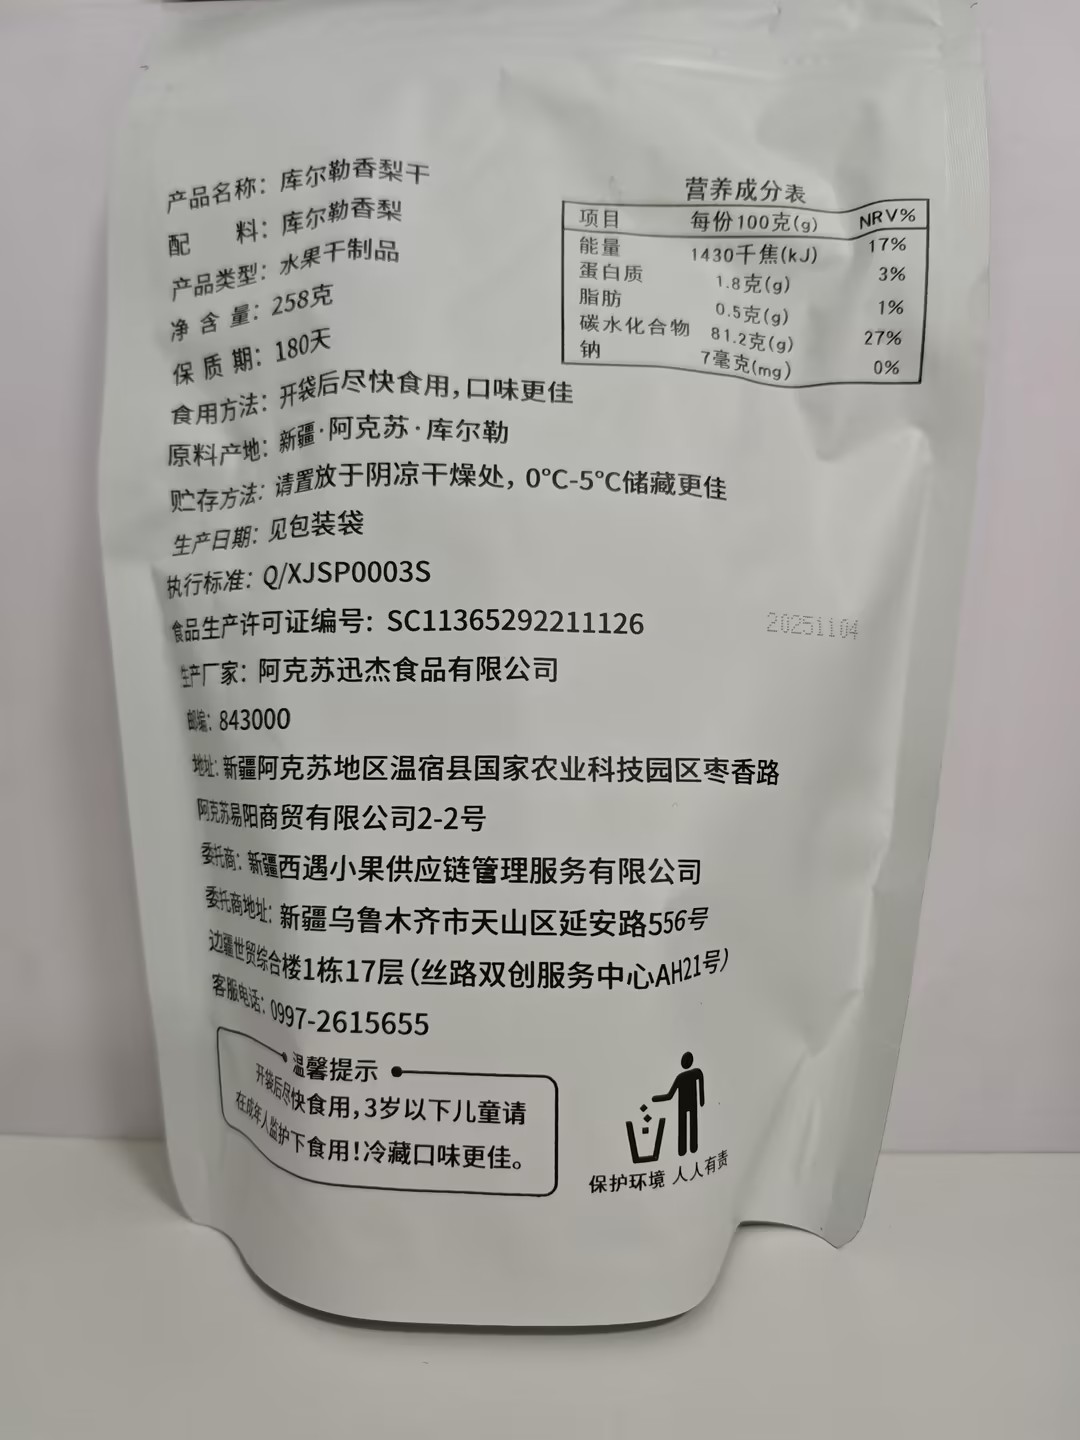 产品名称：库尔勒香梨干
配 料：库尔勒香梨
产品类型：水果干制品
净含量：258克
保质期：180天
食用方法：开袋后尽快食用，口味更佳
原料产地：新疆·阿克苏·库尔勒
贮存方法：请置放于阴凉干燥处，0℃-5℃储藏更佳
生产日期：见包装袋
执行标准：Q/XJSP0003S
食品生产许可证编号：SC11365292211126
生产厂家：阿克苏迅杰食品有限公司
邮编：843000
地址：新疆阿克苏地区温宿县国家农业科技园区枣香路
阿克苏易阳商贸有限公司2-2号
委托商：新疆西遇小果供应链管理服务有限公司
委托商地址：新疆乌鲁木齐市天山区延安路556号
边疆世贸综合楼1栋17层（丝路双创服务中心AH21号）
客服电话：0997-2615655
温馨提示
开袋后尽快食用，3岁以下儿童请
在成年人监护下食用！冷藏口味更佳。
营养成分表
项目 每份100克(g) NRV%
能量 1430千焦(kJ) 17%
蛋白质 1.8克(g) 3%
脂肪 0.5克(g) 1%
碳水化合物 81.2克(g) 27%
钠 7毫克(mg) 0%
20251104
保护环境 人人有责